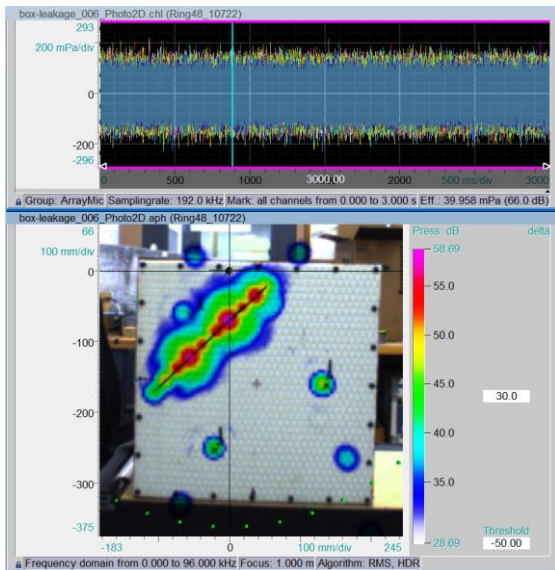 box-leakage_006_Photo2D.chl (Ring48_10722)
293
200 mPa/div
0
-200
-296
0 500 1000 2000 2500 3000
3000.00 500 ms/div
Group: ArrayMic Samplingrate: 192.0 kHz Mark: all channels from 0.000 to 3.000 s Eff.: 39.958 mPa (66.0 dB)
box-leakage_006_Photo2D.aph (Ring48_10722)
66
100 mm/div
0
-100
-200
-300
-375
-183 0 100 mm/div 245
Press: dB delta
58.69
55.0
50.0
45.0
40.0
35.0
28.69
30.0
Threshold
-50.00
Frequency domain from 0.000 to 96.000 kHz Focus: 1.000 m Algorithm: RMS, HDR